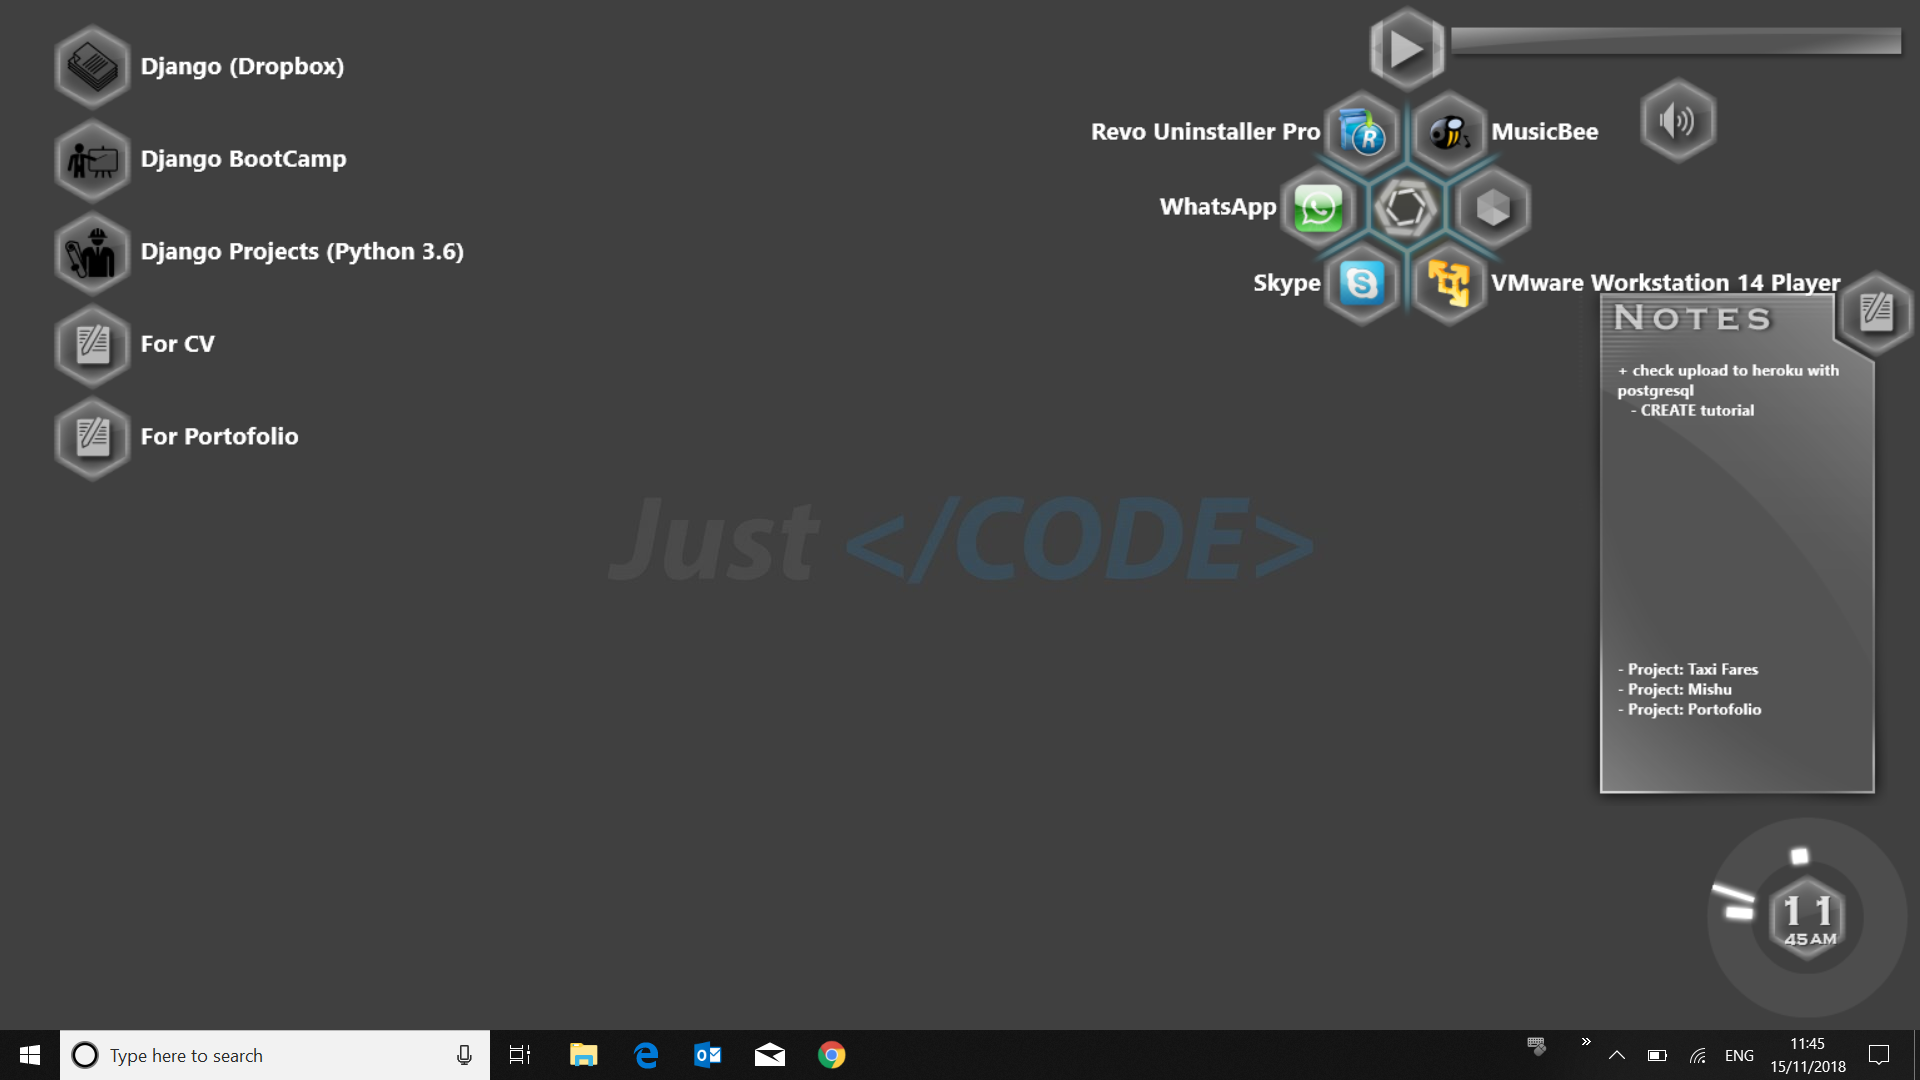 Django (Dropbox)
Django BootCamp
Django Projects (Python 3.6)
For CV
For Portofolio
Revo Uninstaller Pro
MusicBee
WhatsApp
Skype
VMware Workstation 14 Player
NOTES
+ check upload to heroku with
postgresql
- CREATE tutorial
- Project: Taxi Fares
- Project: Mishu
- Project: Portofolio
Just </CODE>
11
45 AM
Type here to search
ENG
11:45
15/11/2018